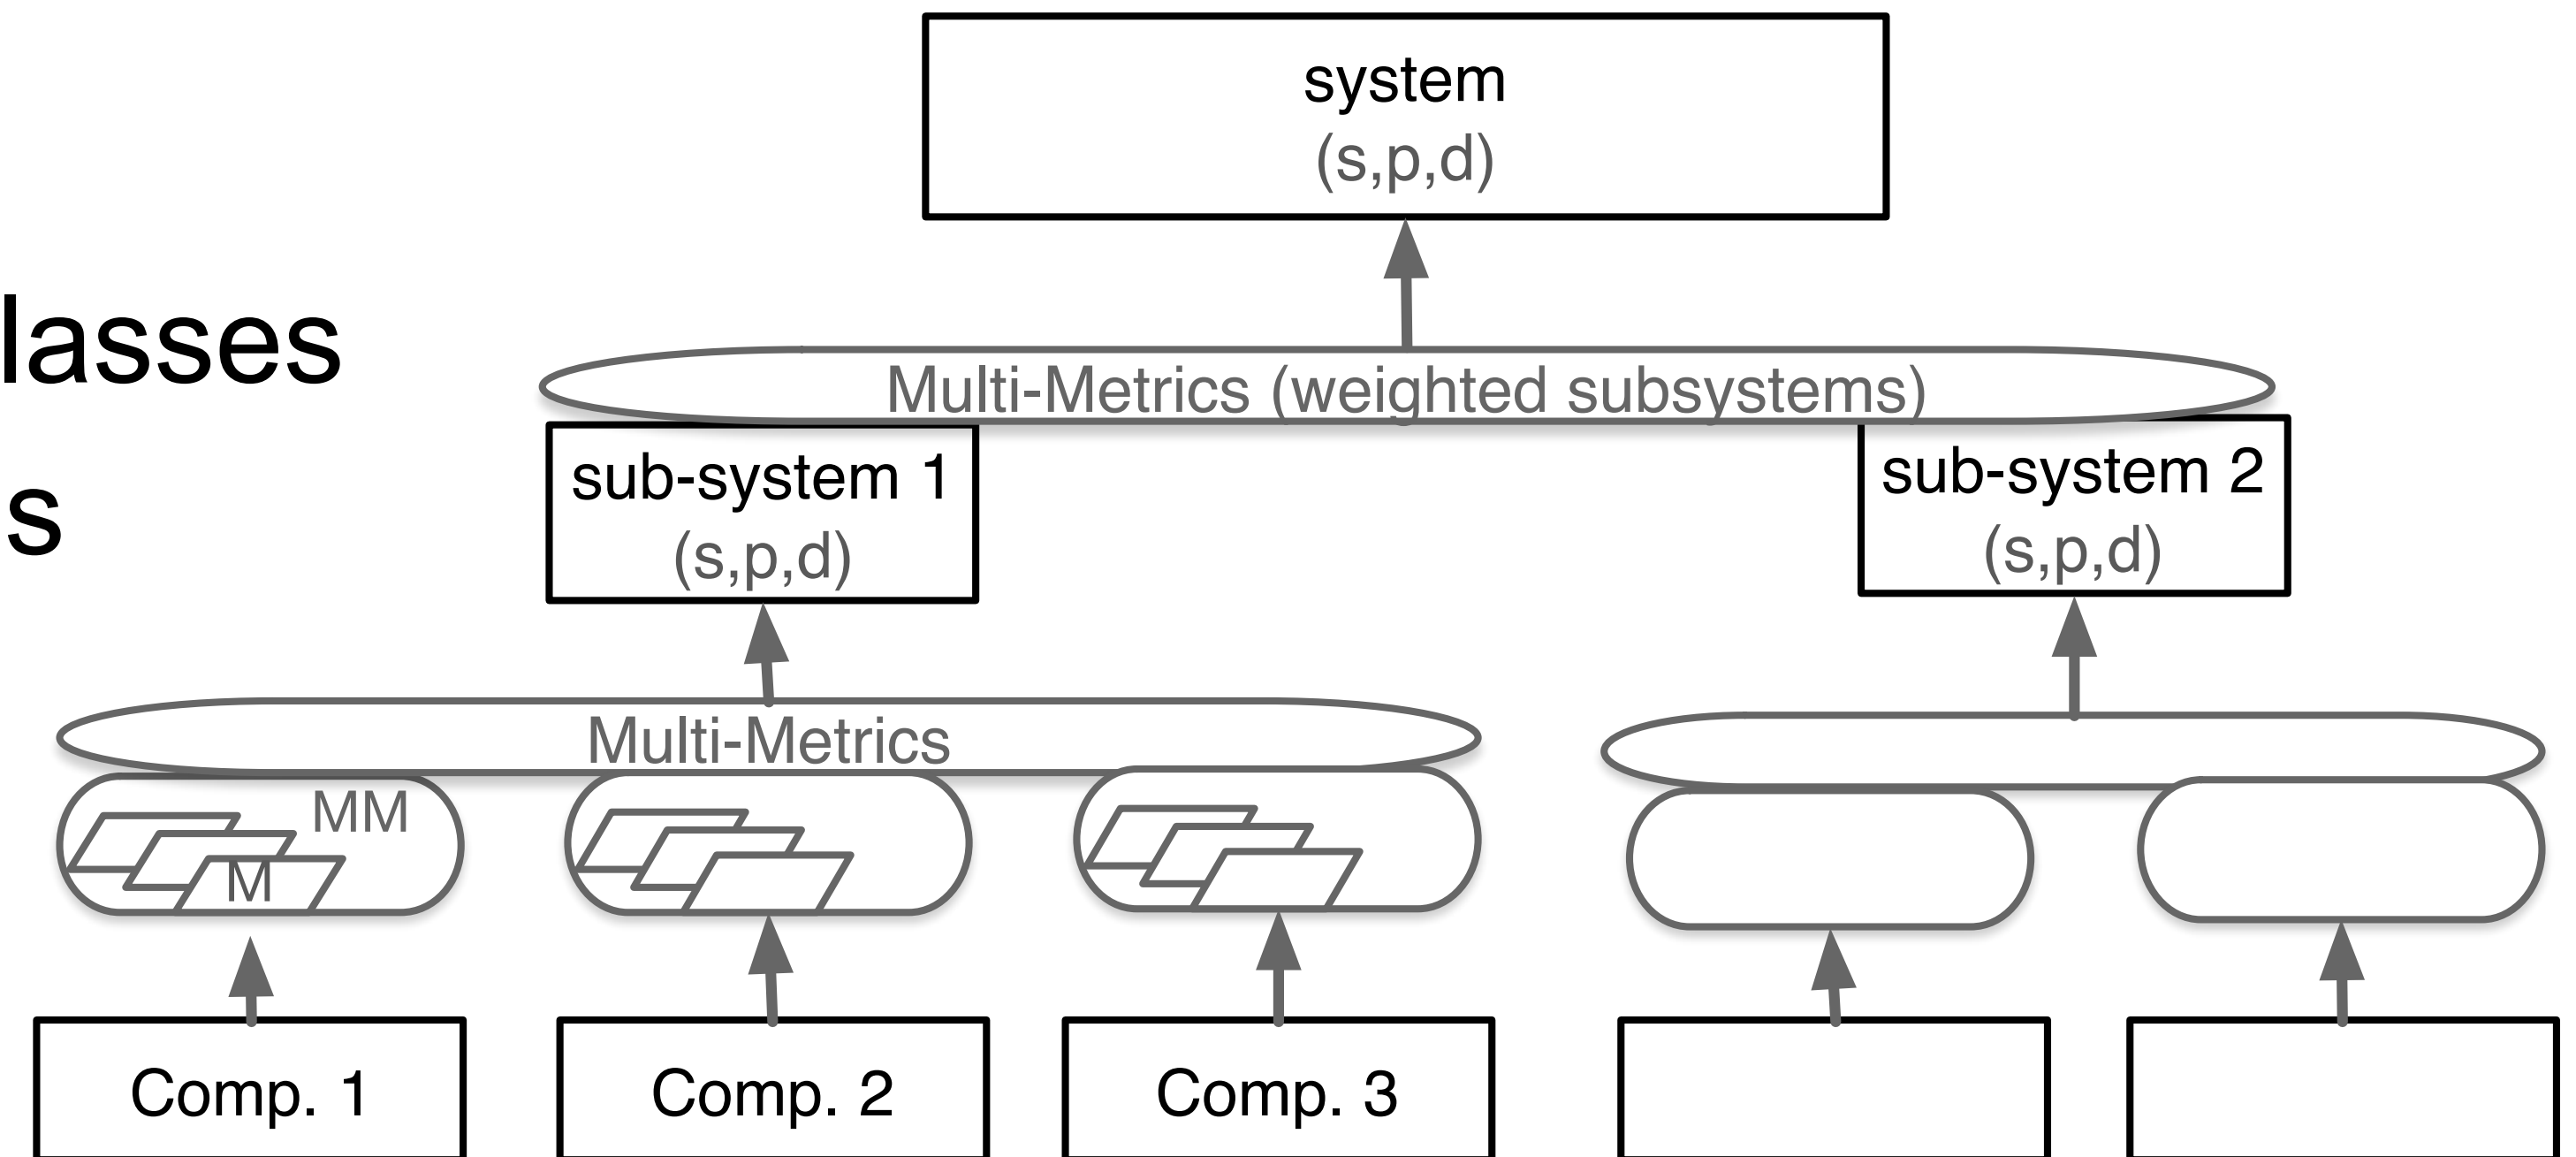 system
(s,p,d)
lasses
Multi-Metrics (weighted subsystems)
sub-system 1
(s,p,d)
sub-system 2
(s,p,d)
s
Multi-Metrics
MM
M
Comp. 1
Comp. 2
Comp. 3